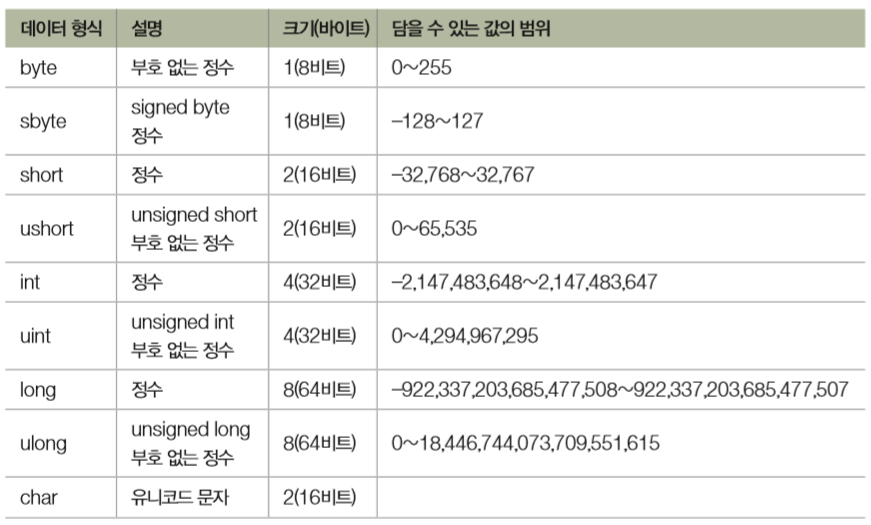 데이터 형식 설명 크기(바이트) 담을 수 있는 값의 범위
byte 부호 없는 정수 1(8비트) 0~255
sbyte signed byte 1(8비트) –128~127
정수
short 정수 2(16비트) –32,768~32,767
ushort unsigned short 2(16비트) 0~65,535
부호 없는 정수
int 정수 4(32비트) –2,147,483,648~2,147,483,647
uint unsigned int 4(32비트) 0~4,294,967,295
부호 없는 정수
long 정수 8(64비트) –922,337,203,685,477,508~922,337,203,685,477,507
ulong unsigned long 8(64비트) 0~18,446,744,073,709,551,615
부호 없는 정수
char 유니코드 문자 2(16비트)